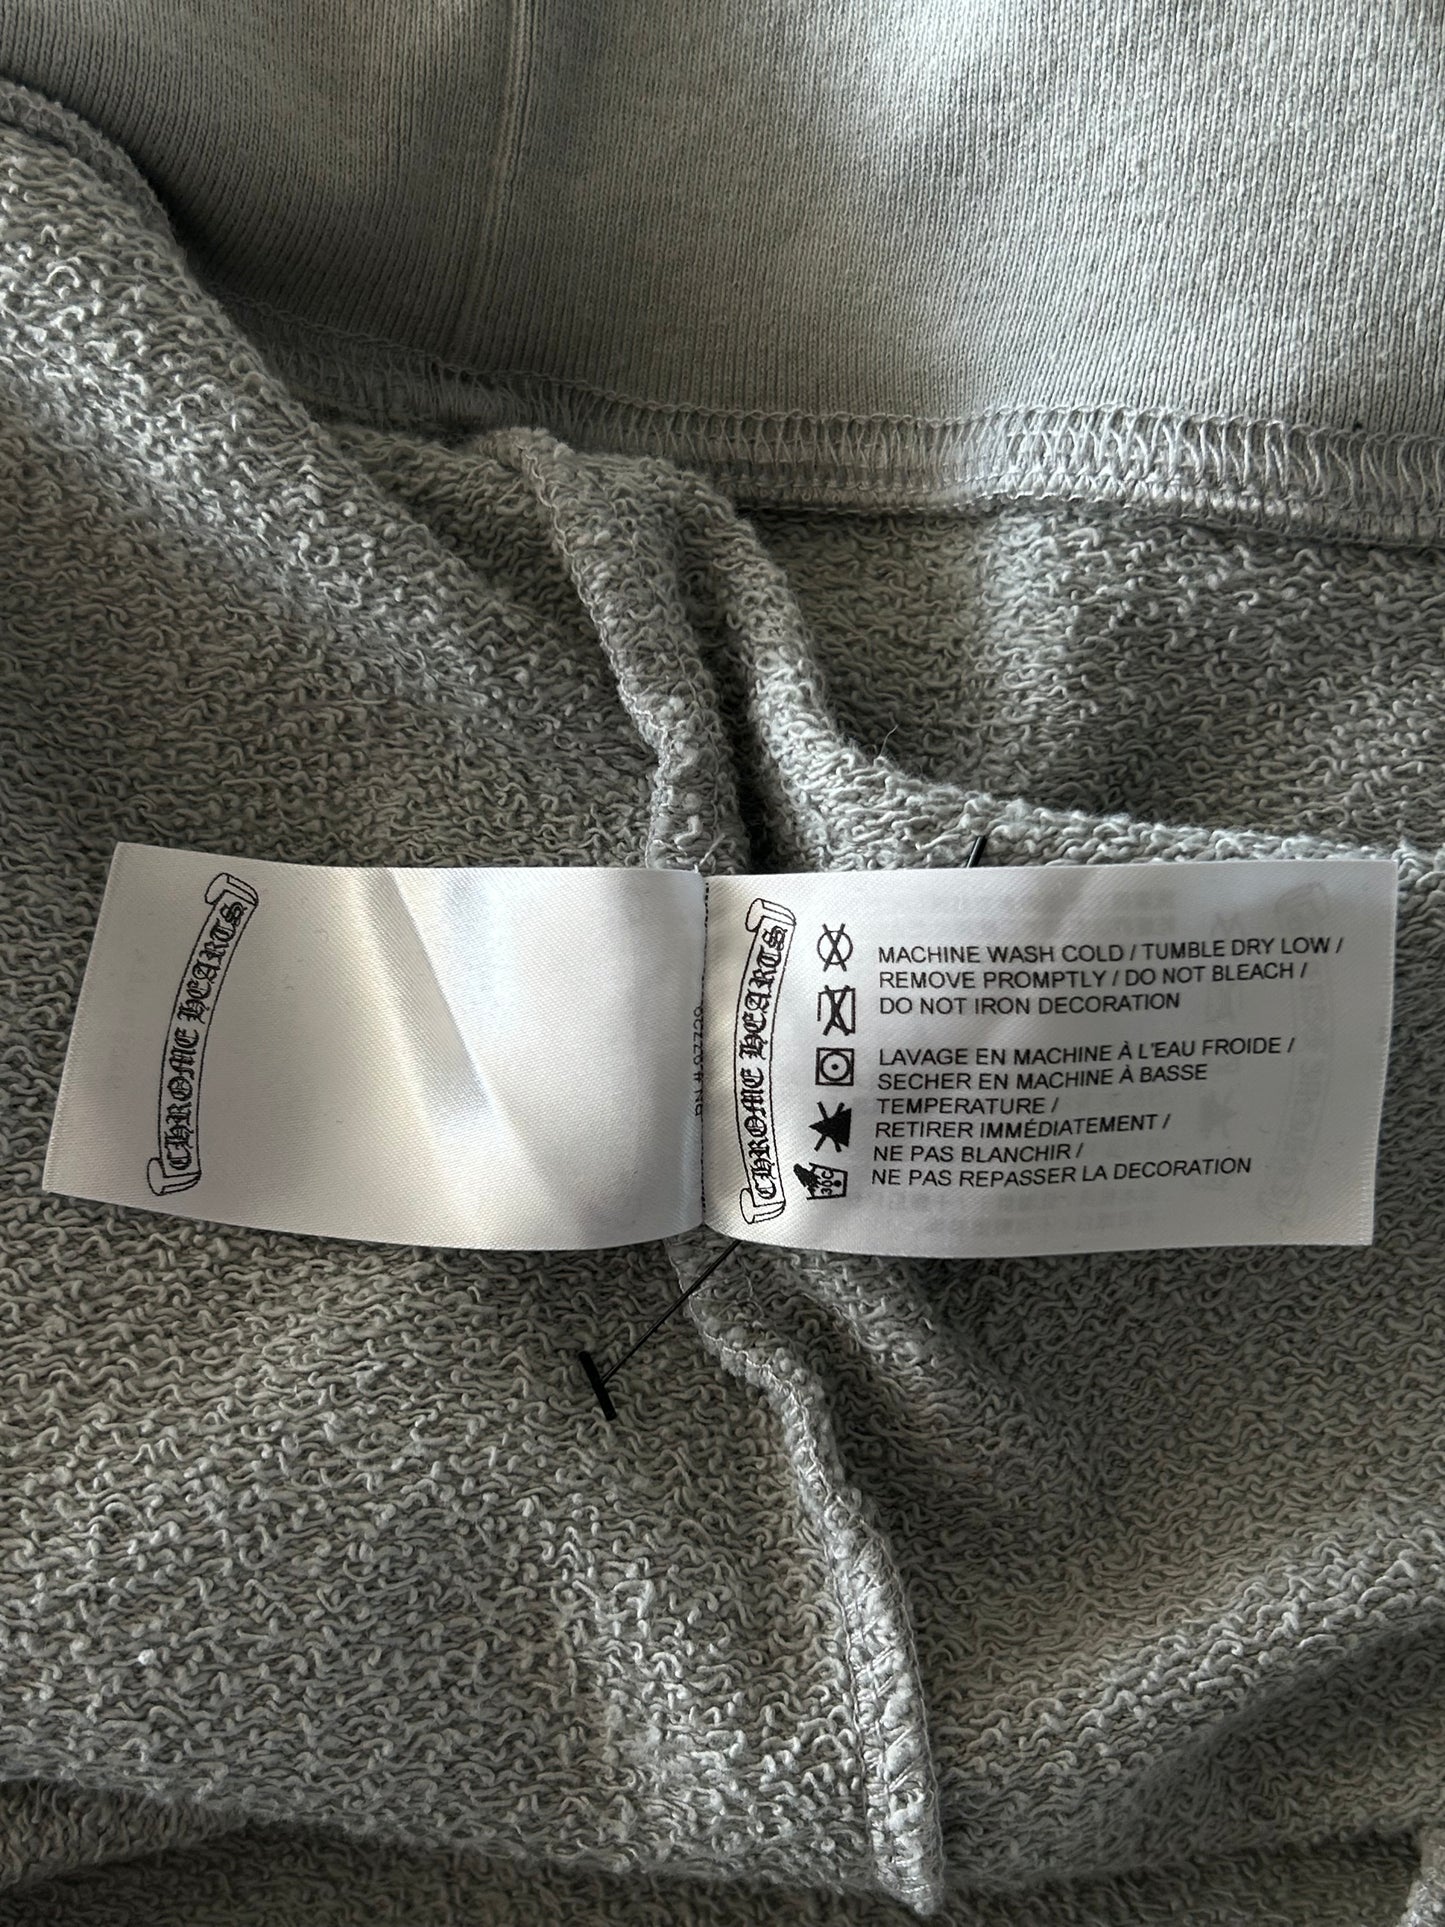 CHROME HEARTS
CHROME HEARTS
MACHINE WASH COLD / TUMBLE DRY LOW /
REMOVE PROMPTLY / DO NOT BLEACH /
DO NOT IRON DECORATION
LAVAGE EN MACHINE À L'EAU FROIDE /
SECHER EN MACHINE À BASSE
TEMPERATURE /
RETIRER IMMÉDIATEMENT /
NE PAS BLANCHIR /
NE PAS REPASSER LA DECORATION
30C